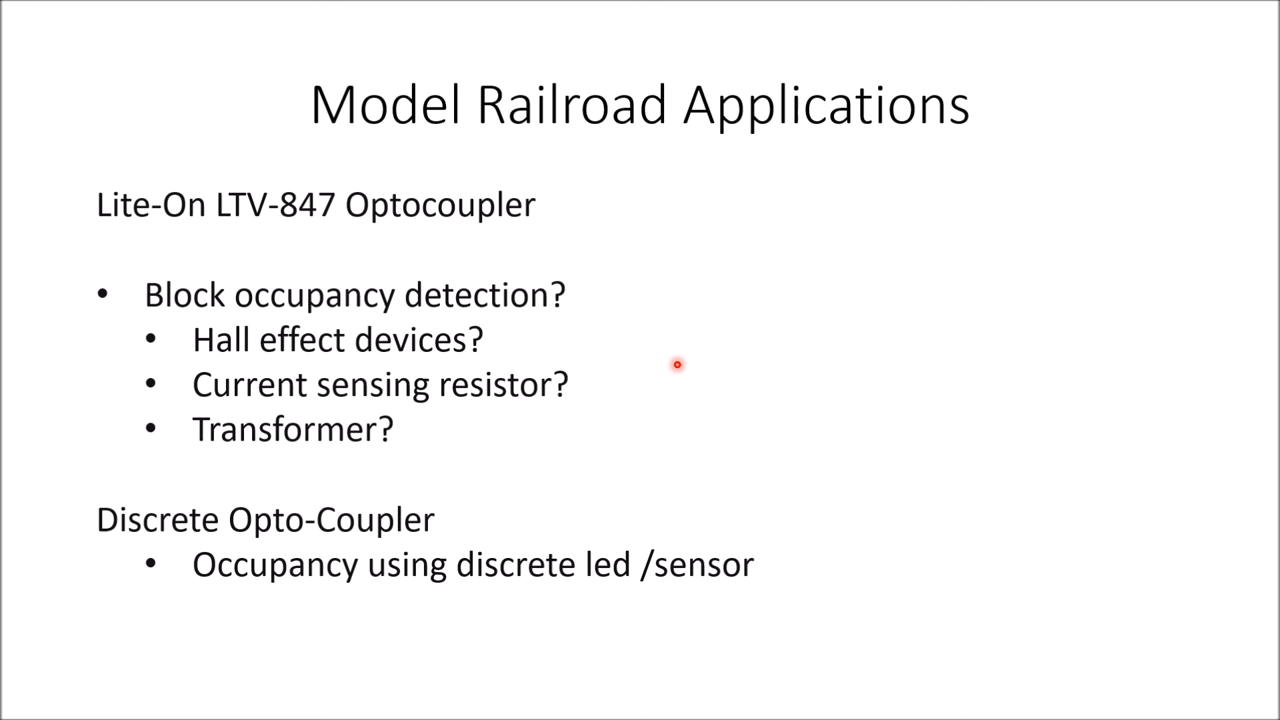 Model Railroad Applications
Lite-On LTV-847 Optocoupler
• Block occupancy detection?
• Hall effect devices?
• Current sensing resistor?
• Transformer?
Discrete Opto-Coupler
• Occupancy using discrete led /sensor